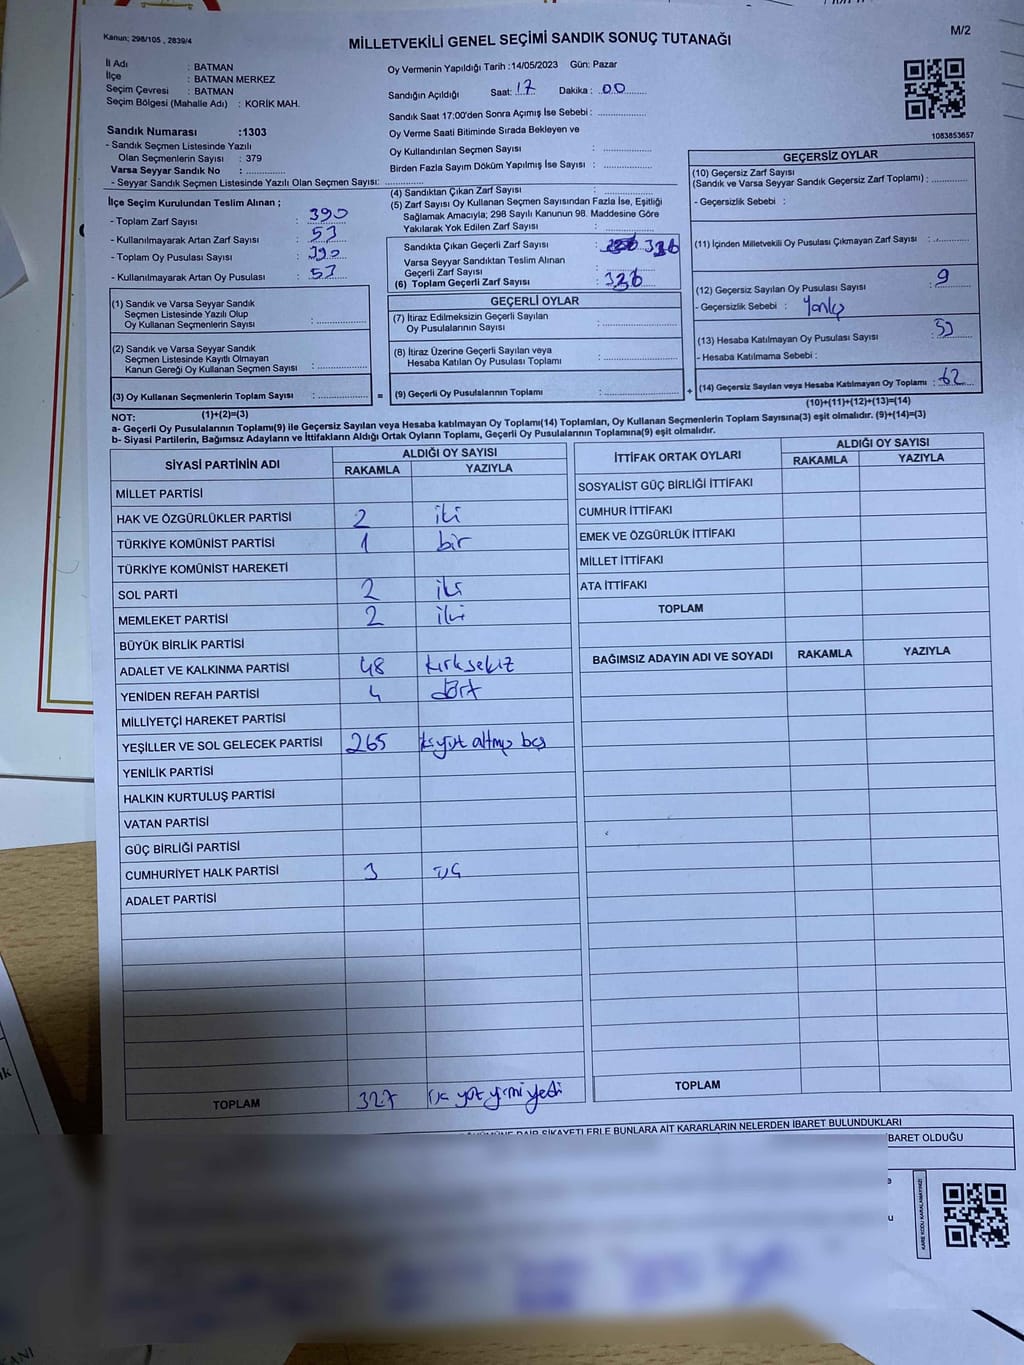 Kanun; 298/105 , 2839/4
MİLLETVEKİLİ GENEL SEÇİMİ SANDIK SONUÇ TUTANAĞI
M/2
İl Adı : BATMAN
İlçe : BATMAN MERKEZ
Seçim Çevresi : BATMAN
Seçim Bölgesi (Mahalle Adı) : KORİK MAH.
Sandık Numarası :1303
- Sandık Seçmen Listesinde Yazılı
Olan Seçmenlerin Sayısı : 379
Varsa Seyyar Sandık No :
- Seyyar Sandık Seçmen Listesinde Yazılı Olan Seçmen Sayısı:
Oy Vermenin Yapıldığı Tarih :14/05/2023 Gün: Pazar
Sandığın Açıldığı Saat: 17 Dakika : 00
Sandık Saat 17:00'den Sonra Açımış İse Sebebi :
Oy Verme Saati Bitiminde Sırada Bekleyen ve
Oy Kullandırılan Seçmen Sayısı :
Birden Fazla Sayım Döküm Yapılmış İse Sayısı :
1083853657
İlçe Seçim Kurulundan Teslim Alınan ;
- Toplam Zarf Sayısı : 390
- Kullanılmayarak Artan Zarf Sayısı : 53
- Toplam Oy Pusulası Sayısı : 390
- Kullanılmayarak Artan Oy Pusulası : 53
(1) Sandık ve Varsa Seyyar Sandık
Seçmen Listesinde Yazılı Olup
Oy Kullanan Seçmenlerin Sayısı :
(2) Sandık ve Varsa Seyyar Sandık
Seçmen Listesinde Kayıtlı Olmayan
Kanun Gereği Oy Kullanan Seçmen Sayısı :
(3) Oy Kullanan Seçmenlerin Toplam Sayısı :
(1)+(2)=(3)
(4) Sandıktan Çıkan Zarf Sayısı :
(5) Zarf Sayısı Oy Kullanan Seçmen Sayısından Fazla İse, Eşitliği
Sağlamak Amacıyla; 298 Sayılı Kanunun 98. Maddesine Göre
Yakılarak Yok Edilen Zarf Sayısı :
Sandıkta Çıkan Geçerli Zarf Sayısı : 336
Varsa Seyyar Sandıktan Teslim Alınan
Geçerli Zarf Sayısı :
(6) Toplam Geçerli Zarf Sayısı : 336
GEÇERLİ OYLAR
(7) İtiraz Edilmeksizin Geçerli Sayılan
Oy Pusulalarının Sayısı :
(8) İtiraz Üzerine Geçerli Sayılan veya
Hesaba Katılan Oy Pusulası Toplamı :
= (9) Geçerli Oy Pusulalarının Toplamı :
GEÇERSİZ OYLAR
(10) Geçersiz Zarf Sayısı
(Sandık ve Varsa Seyyar Sandık Geçersiz Zarf Toplamı) :
- Geçersizlik Sebebi :
(11) İçinden Milletvekili Oy Pusulası Çıkmayan Zarf Sayısı :
(12) Geçersiz Sayılan Oy Pusulası Sayısı : 9
- Geçersizlik Sebebi : Yanlış
(13) Hesaba Katılmayan Oy Pusulası Sayısı : 53
- Hesaba Katılmama Sebebi :
+ (14) Geçersiz Sayılan veya Hesaba Katılmayan Oy Toplamı : 62
(10)+(11)+(12)+(13)=(14)
NOT:
a- Geçerli Oy Pusulalarının Toplamı(9) ile Geçersiz Sayılan veya Hesaba katılmayan Oy Toplamı(14) Toplamları, Oy Kullanan Seçmenlerin Toplam Sayısına(3) eşit olmalıdır. (9)+(14)=(3)
b- Siyasi Partilerin, Bağımsız Adayların ve İttifakların Aldığı Ortak Oyların Toplamı, Geçerli Oy Pusulalarının Toplamına(9) eşit olmalıdır.
SİYASİ PARTİNİN ADI ALDIĞI OY SAYISI
RAKAMLA YAZIYLA
MİLLET PARTİSİ
HAK VE ÖZGÜRLÜKLER PARTİSİ 2 iki
TÜRKİYE KOMÜNİST PARTİSİ 1 bir
TÜRKİYE KOMÜNİST HAREKETİ
SOL PARTİ 2 iki
MEMLEKET PARTİSİ 2 iki
BÜYÜK BİRLİK PARTİSİ
ADALET VE KALKINMA PARTİSİ 48 kırksekiz
YENİDEN REFAH PARTİSİ 4 dört
MİLLİYETÇİ HAREKET PARTİSİ
YEŞİLLER VE SOL GELECEK PARTİSİ 265 ikiyüz altmış beş
YENİLİK PARTİSİ
HALKIN KURTULUŞ PARTİSİ
VATAN PARTİSİ
GÜÇ BİRLİĞİ PARTİSİ
CUMHURİYET HALK PARTİSİ 3 üç
ADALET PARTİSİ
TOPLAM 327 üç yüz yirmi yedi
İTTİFAK ORTAK OYLARI ALDIĞI OY SAYISI
RAKAMLA YAZIYLA
SOSYALİST GÜÇ BİRLİĞİ İTTİFAKI
CUMHUR İTTİFAKI
EMEK VE ÖZGÜRLÜK İTTİFAKI
MİLLET İTTİFAKI
ATA İTTİFAKI
TOPLAM
BAĞIMSIZ ADAYIN ADI VE SOYADI RAKAMLA YAZIYLA
TOPLAM
DAİR ŞİKAYETLERLE BUNLARA AİT KARARLARIN NELERDEN İBARET BULUNDUKLARI
İBARET OLDUĞU
KARE KODU KARALAMAYINIZ!